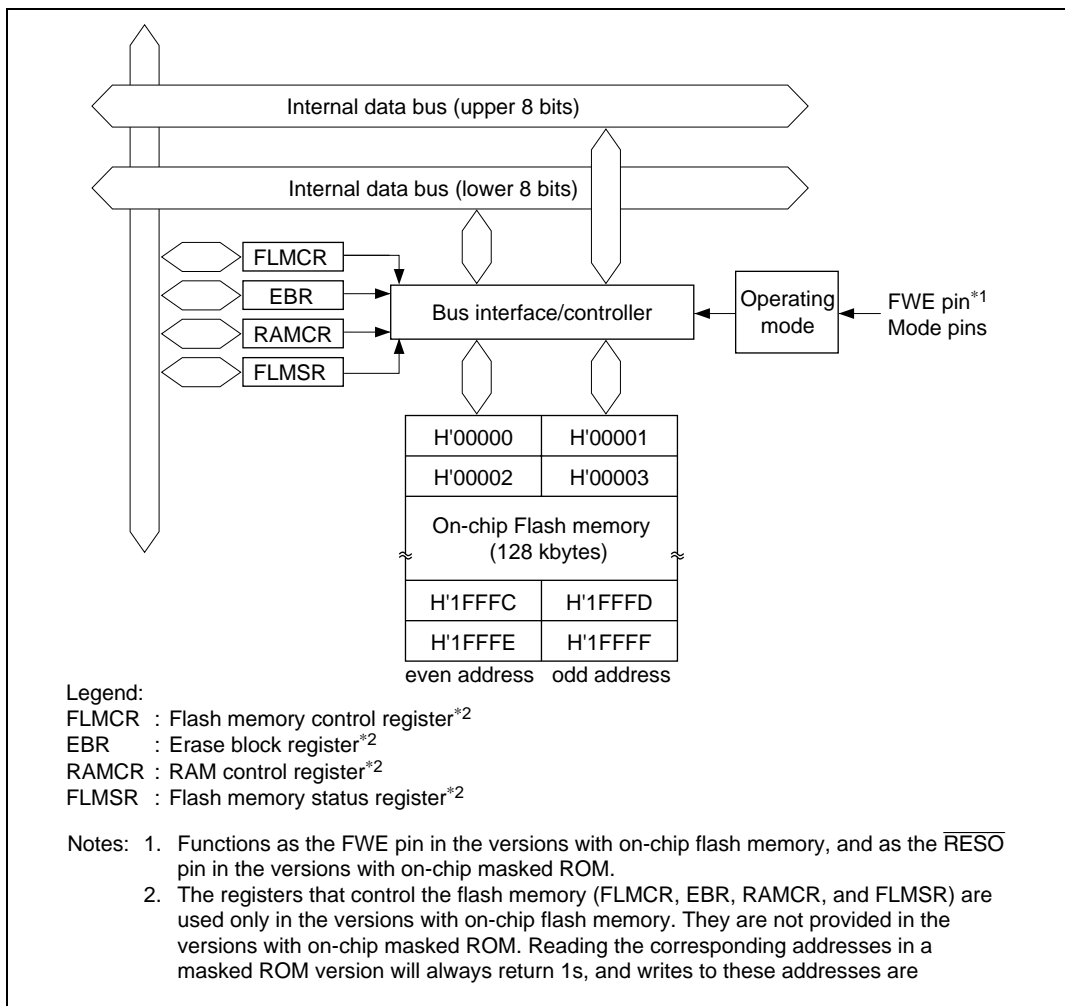 Internal data bus (upper 8 bits)
Internal data bus (lower 8 bits)
FLMCR
EBR
RAMCR
FLMSR
Bus interface/controller
Operating
mode
FWE pin*1
Mode pins
H'00000 H'00001
H'00002 H'00003
On-chip Flash memory
(128 kbytes)
H'1FFFC H'1FFFD
H'1FFFE H'1FFFF
even address odd address
Legend:
FLMCR : Flash memory control register*2
EBR : Erase block register*2
RAMCR : RAM control register*2
FLMSR : Flash memory status register*2
Notes: 1. Functions as the FWE pin in the versions with on-chip flash memory, and as the RESO
pin in the versions with on-chip masked ROM.
2. The registers that control the flash memory (FLMCR, EBR, RAMCR, and FLMSR) are
used only in the versions with on-chip flash memory. They are not provided in the
versions with on-chip masked ROM. Reading the corresponding addresses in a
masked ROM version will always return 1s, and writes to these addresses are